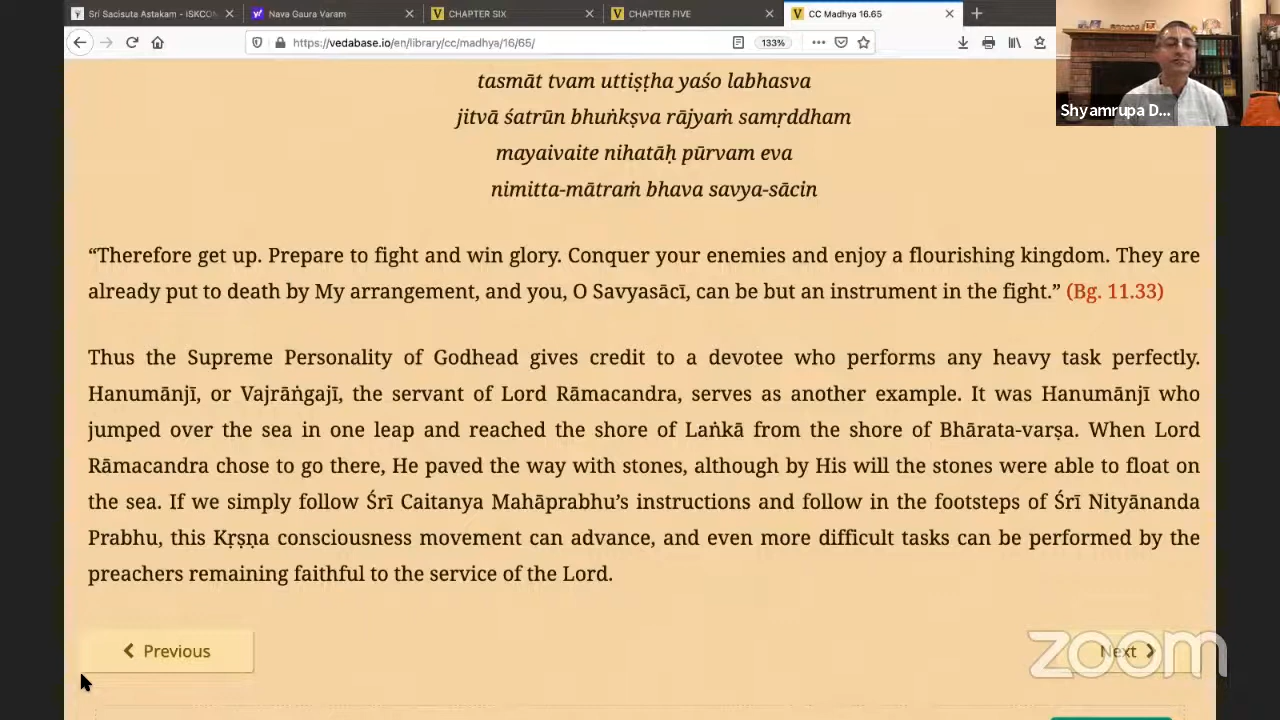 Sri Sacisuta Astakam - ISKCON
Nava Gaura Varam
CHAPTER SIX
CHAPTER FIVE
CC Madhya 16.65
https://vedabase.io/en/library/cc/madhya/16/65/
133%
Shyamrupa D...
tasmāt tvam uttiṣṭha yaśo labhasva
jitvā śatrūn bhuṅkṣva rājyaṁ samṛddham
mayaivaite nihatāḥ pūrvam eva
nimitta-mātraṁ bhava savya-sācin
“Therefore get up. Prepare to fight and win glory. Conquer your enemies and enjoy a flourishing kingdom. They are
already put to death by My arrangement, and you, O Savyasācī, can be but an instrument in the fight.” (Bg. 11.33)
Thus the Supreme Personality of Godhead gives credit to a devotee who performs any heavy task perfectly.
Hanumānjī, or Vajrāṅgajī, the servant of Lord Rāmacandra, serves as another example. It was Hanumānjī who
jumped over the sea in one leap and reached the shore of Laṅkā from the shore of Bhārata-varṣa. When Lord
Rāmacandra chose to go there, He paved the way with stones, although by His will the stones were able to float on
the sea. If we simply follow Śrī Caitanya Mahāprabhu’s instructions and follow in the footsteps of Śrī Nityānanda
Prabhu, this Kṛṣṇa consciousness movement can advance, and even more difficult tasks can be performed by the
preachers remaining faithful to the service of the Lord.
Previous
Next
zoom